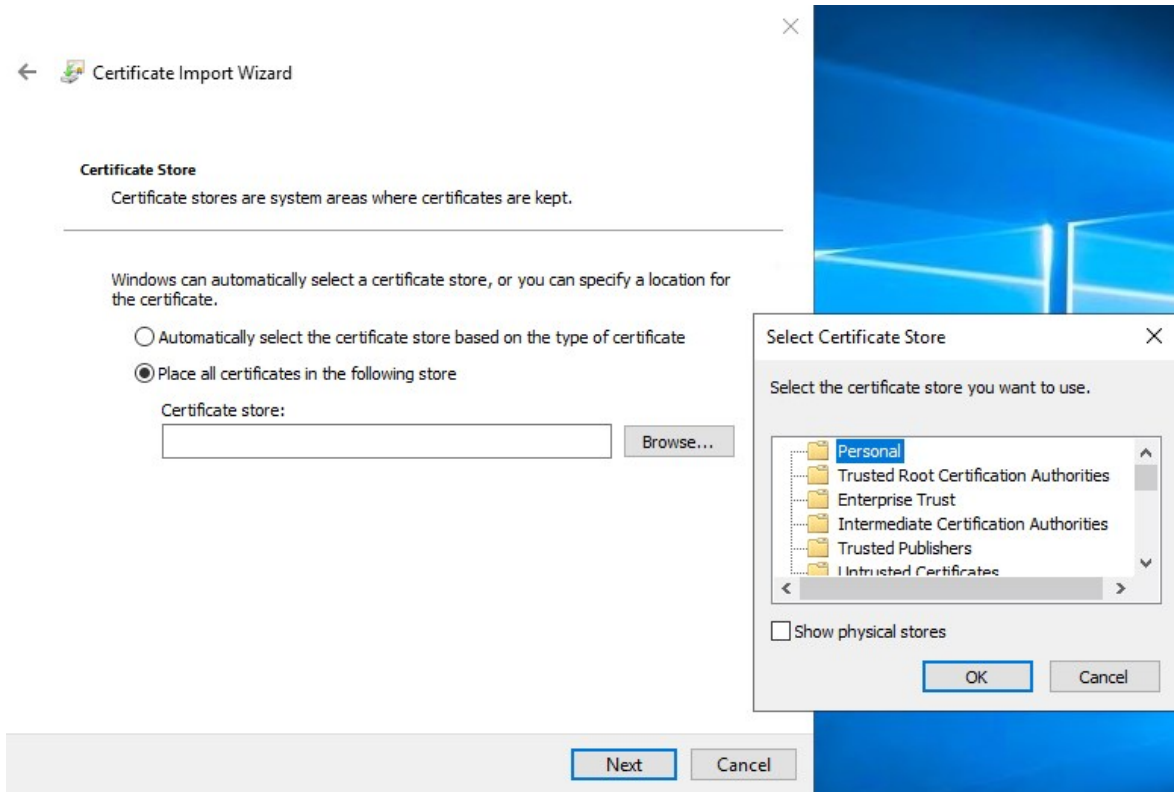 Certificate Import Wizard
Certificate Store
Certificate stores are system areas where certificates are kept.
Windows can automatically select a certificate store, or you can specify a location for
the certificate.
Automatically select the certificate store based on the type of certificate
Place all certificates in the following store
Certificate store:
Browse...
Next
Cancel
Select Certificate Store
Select the certificate store you want to use.
Personal
Trusted Root Certification Authorities
Enterprise Trust
Intermediate Certification Authorities
Trusted Publishers
Untrusted Certificates
Show physical stores
OK
Cancel